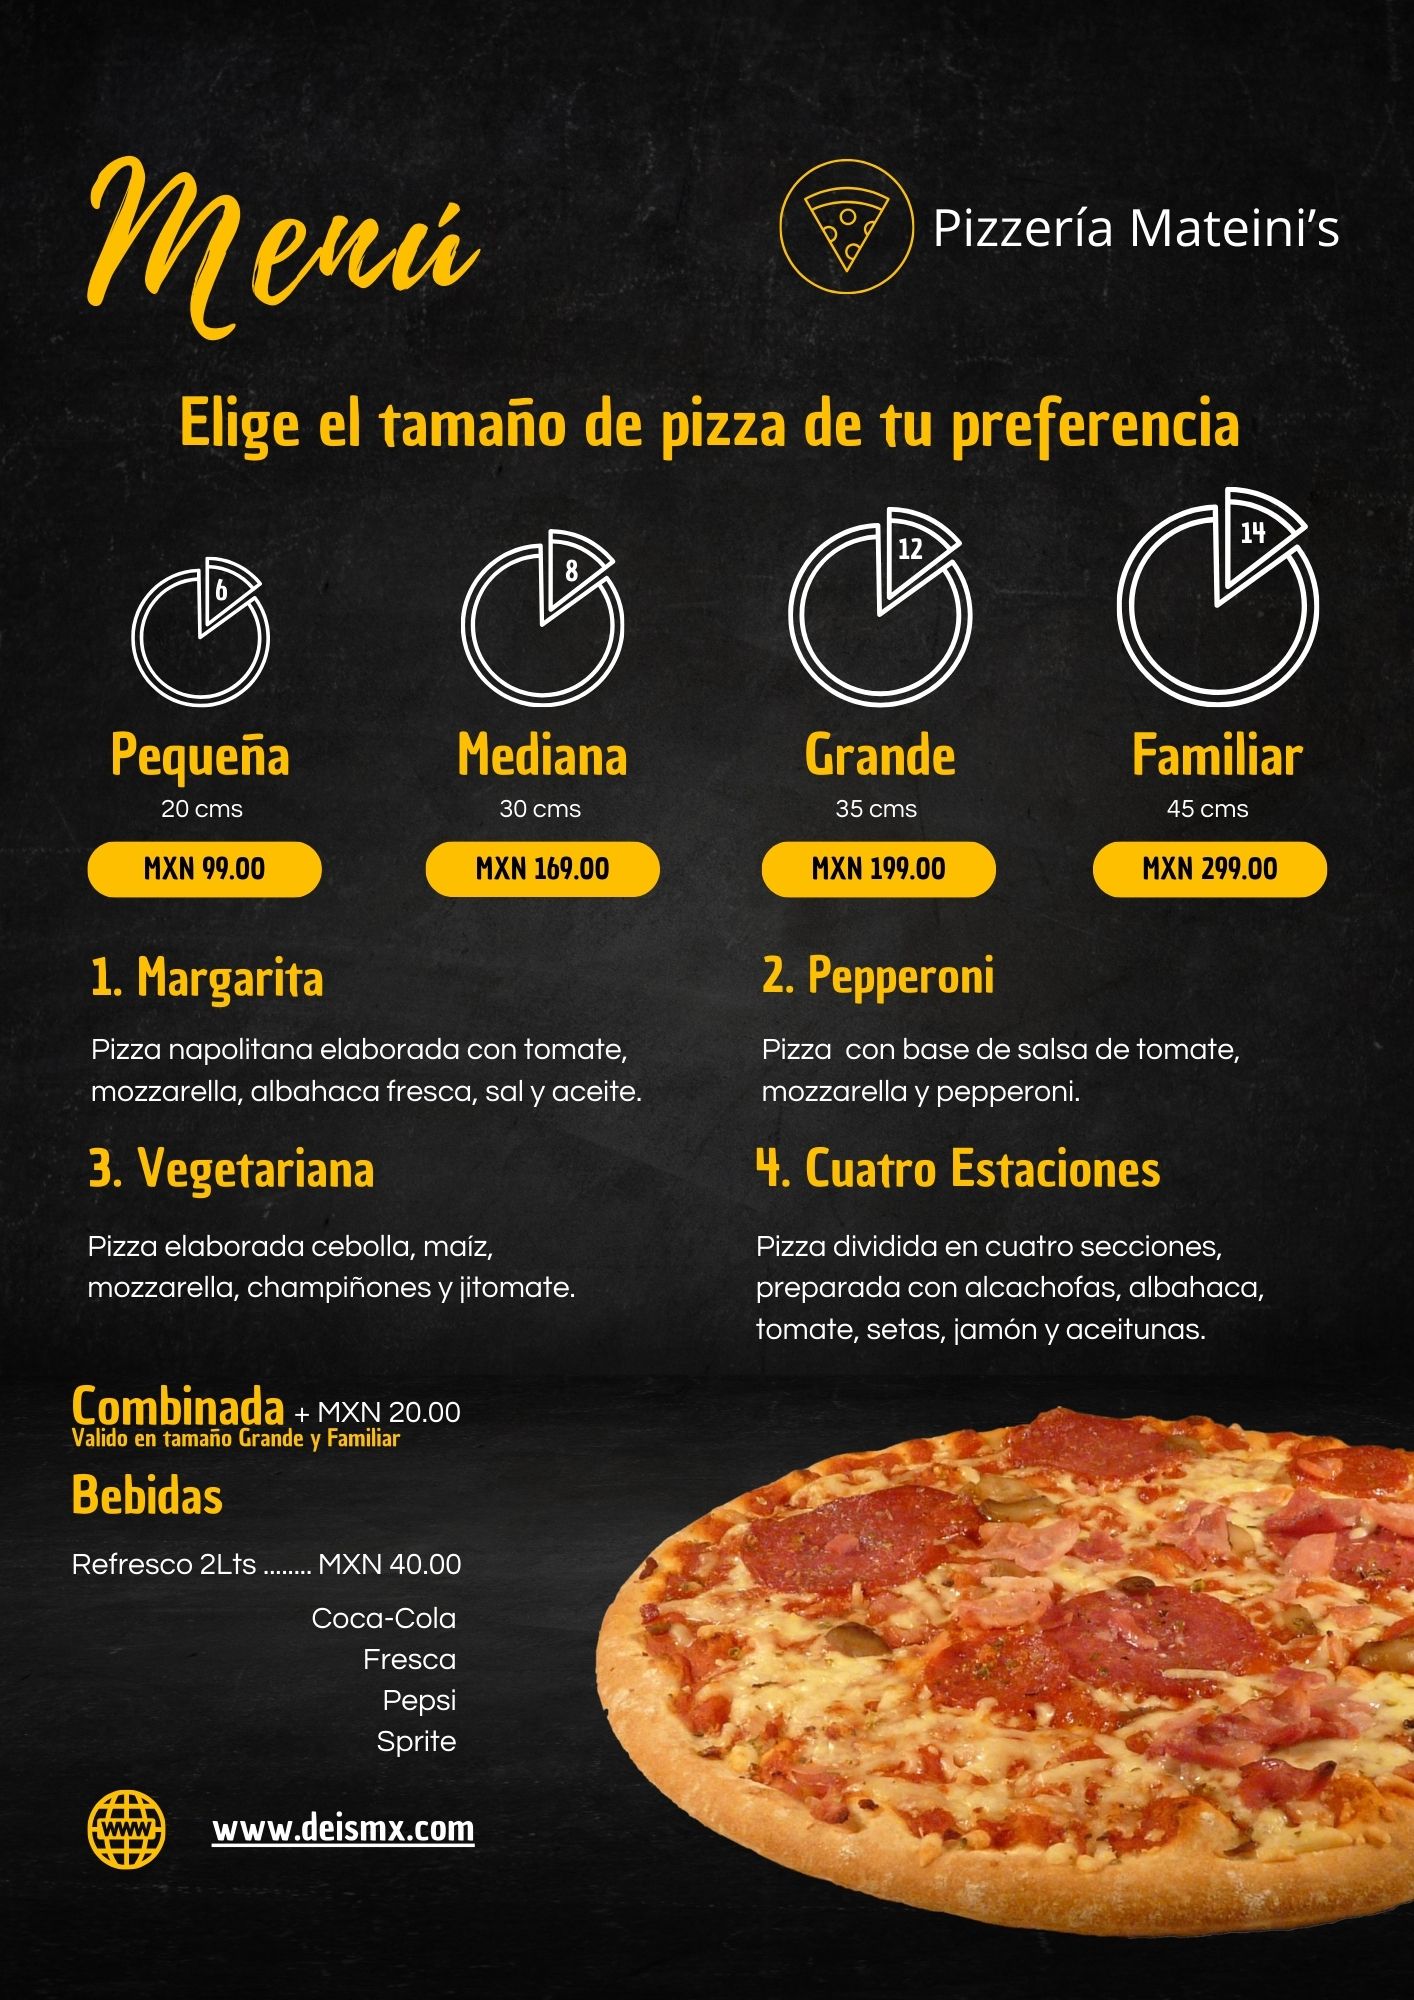 Menú
Pizzería Mateini’s
Elige el tamaño de pizza de tu preferencia
6
8
12
14
Pequeña
Mediana
Grande
Familiar
20 cms
30 cms
35 cms
45 cms
MXN 99.00
MXN 169.00
MXN 199.00
MXN 299.00
1. Margarita
Pizza napolitana elaborada con tomate,
mozzarella, albahaca fresca, sal y aceite.
2. Pepperoni
Pizza con base de salsa de tomate,
mozzarella y pepperoni.
3. Vegetariana
Pizza elaborada cebolla, maíz,
mozzarella, champiñones y jitomate.
4. Cuatro Estaciones
Pizza dividida en cuatro secciones,
preparada con alcachofas, albahaca,
tomate, setas, jamón y aceitunas.
Combinada + MXN 20.00
Valido en tamaño Grande y Familiar
Bebidas
Refresco 2Lts ........ MXN 40.00
Coca-Cola
Fresca
Pepsi
Sprite
WWW
www.deismx.com